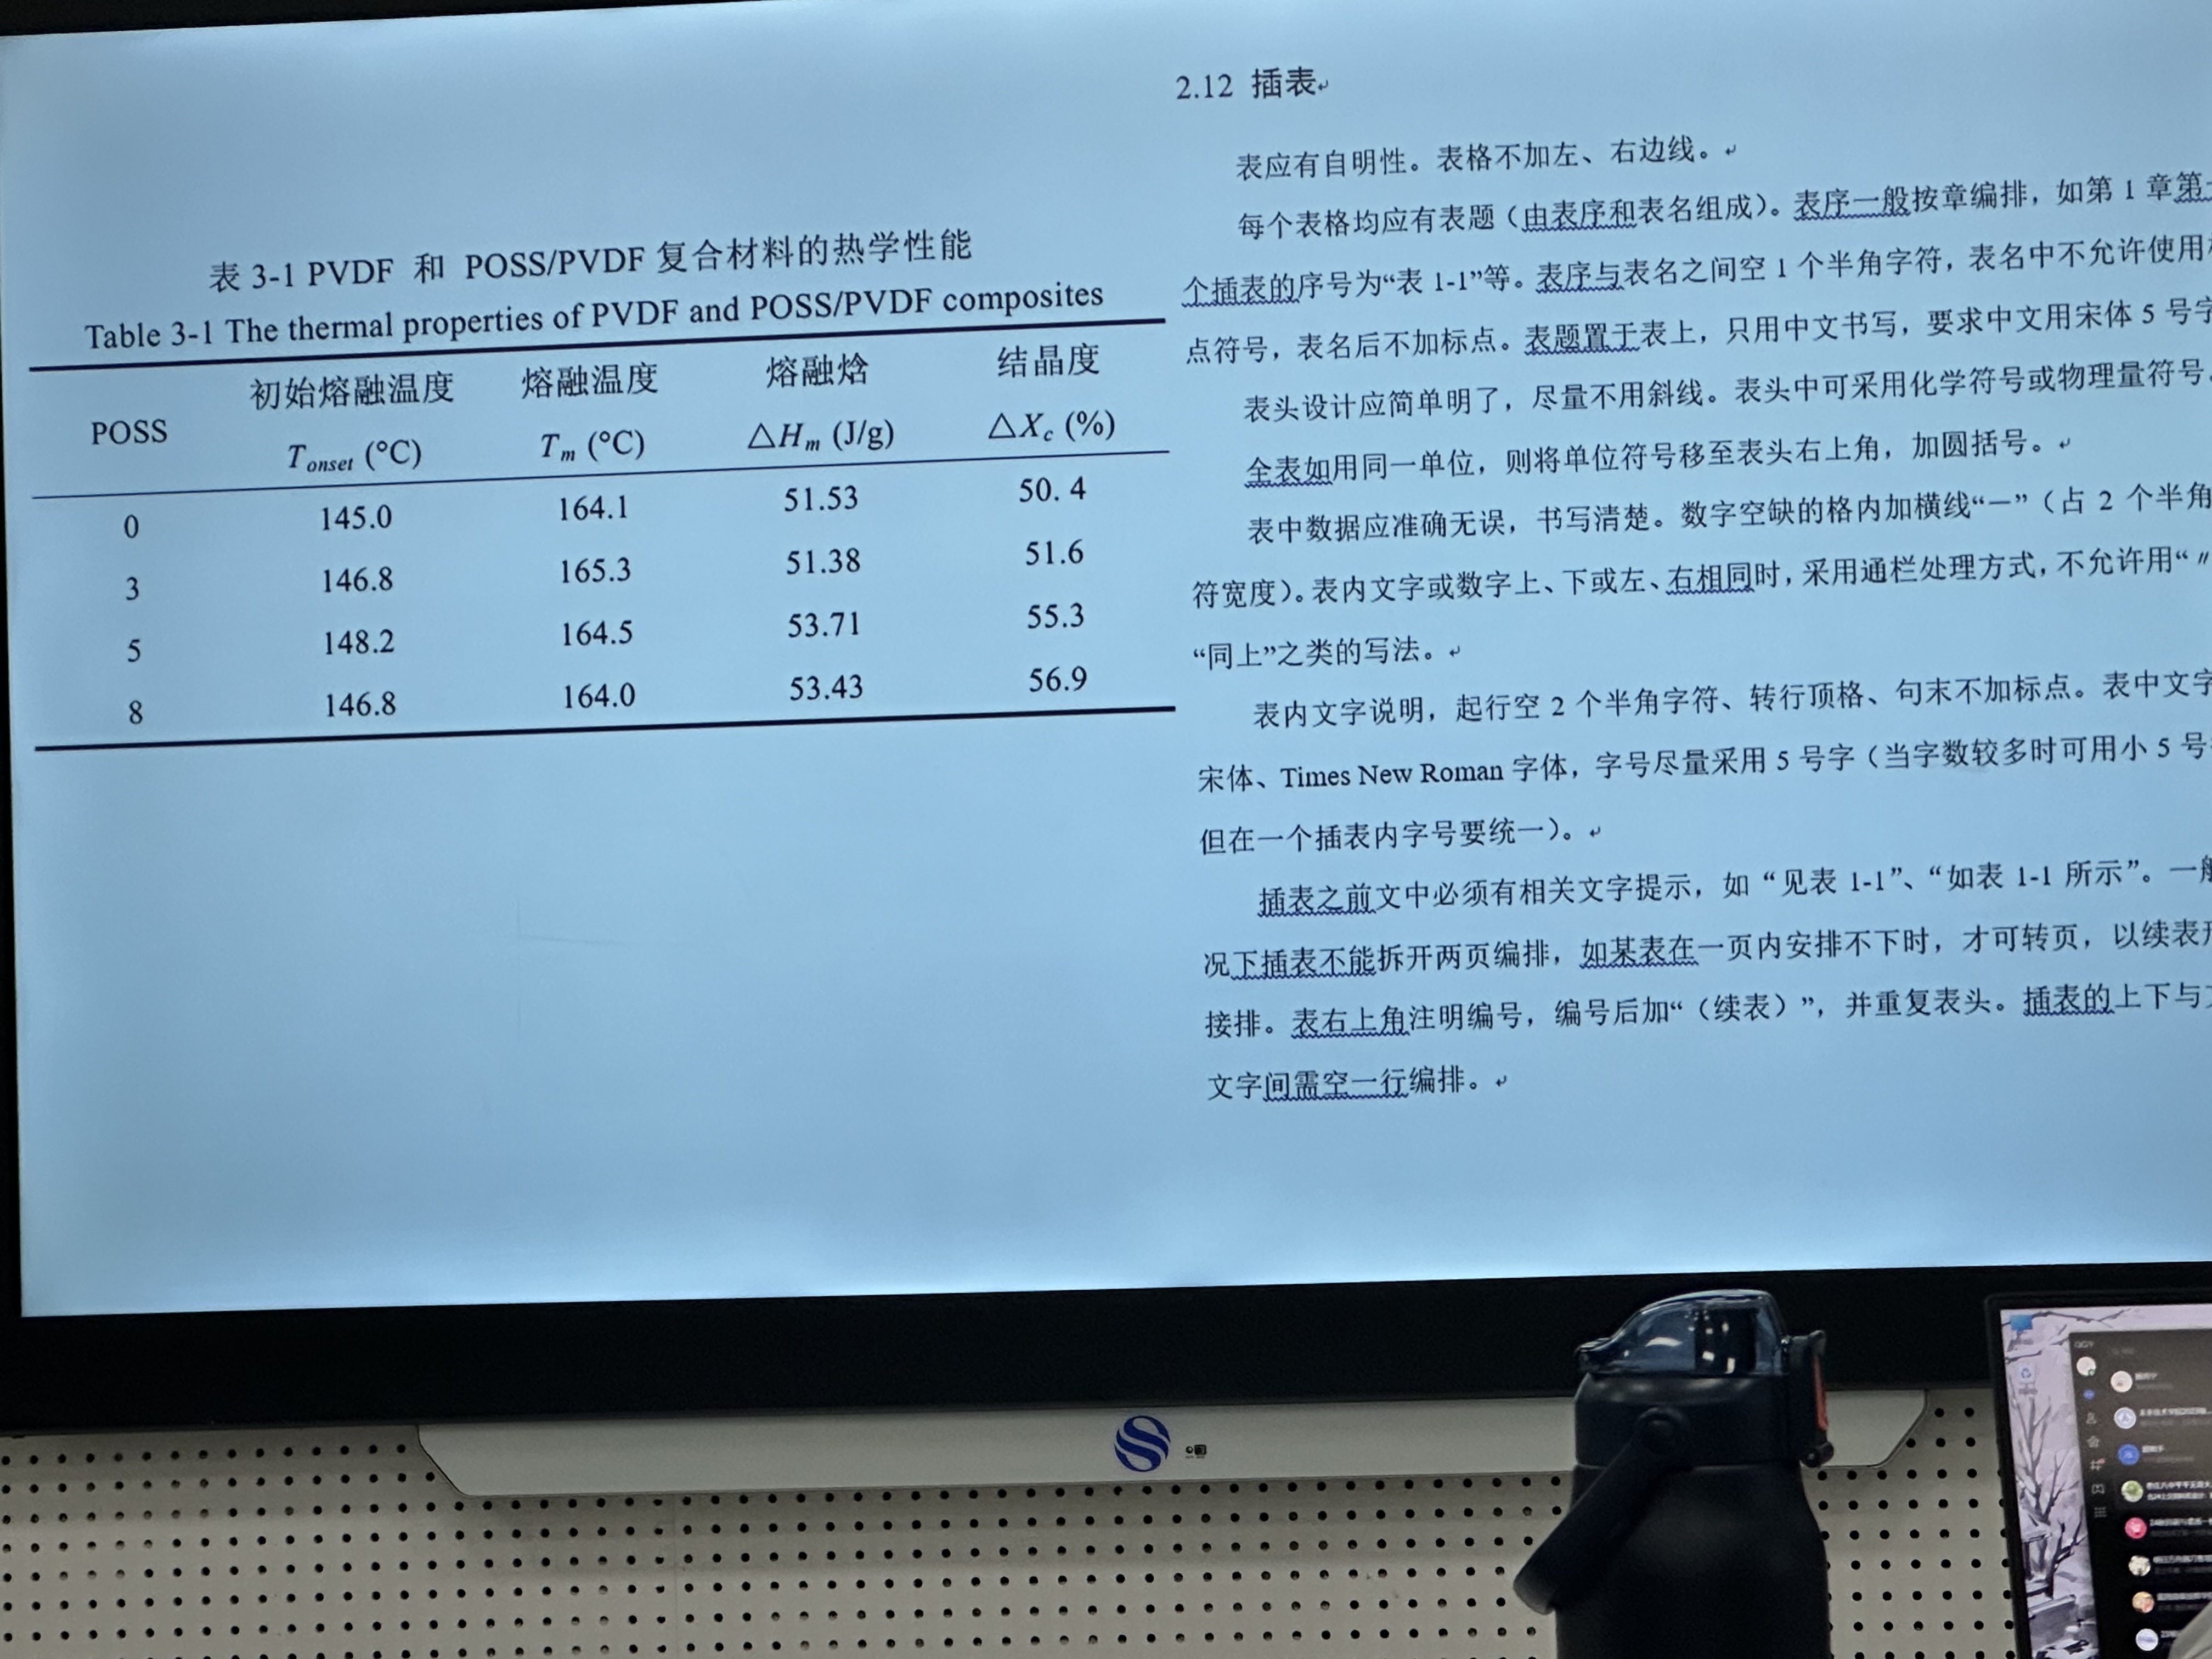 表 3-1 PVDF 和 POSS/PVDF 复合材料的热学性能
Table 3-1 The thermal properties of PVDF and POSS/PVDF composites
POSS 初始熔融温度 熔融温度 熔融焓 结晶度
Tonset (°C) Tm (°C) △Hm (J/g) △Xc (%)
0 145.0 164.1 51.53 50. 4
3 146.8 165.3 51.38 51.6
5 148.2 164.5 53.71 55.3
8 146.8 164.0 53.43 56.9
2.12 插表
表应有自明性。表格不加左、右边线。
每个表格均应有表题（由表序和表名组成）。表序一般按章编排，如第 1 章第
个插表的序号为“表 1-1”等。表序与表名之间空 1 个半角字符，表名中不允许使用
点符号，表名后不加标点。表题置于表上，只用中文书写，要求中文用宋体 5 号字
表头设计应简单明了，尽量不用斜线。表头中可采用化学符号或物理量符号
全表如用同一单位，则将单位符号移至表头右上角，加圆括号。
表中数据应准确无误，书写清楚。数字空缺的格内加横线“－”（占 2 个半角
符宽度）。表内文字或数字上、下或左、右相同时，采用通栏处理方式，不允许用“〃
“同上”之类的写法。
表内文字说明，起行空 2 个半角字符、转行顶格、句末不加标点。表中文字
宋体、Times New Roman 字体，字号尽量采用 5 号字（当字数较多时可用小 5 号
但在一个插表内字号要统一）。
插表之前文中必须有相关文字提示，如“见表 1-1”、“如表 1-1 所示”。一般
况下插表不能拆开两页编排，如某表在一页内安排不下时，才可转页，以续表形
接排。表右上角注明编号，编号后加“（续表）”，并重复表头。插表的上下与
文字间需空一行编排。